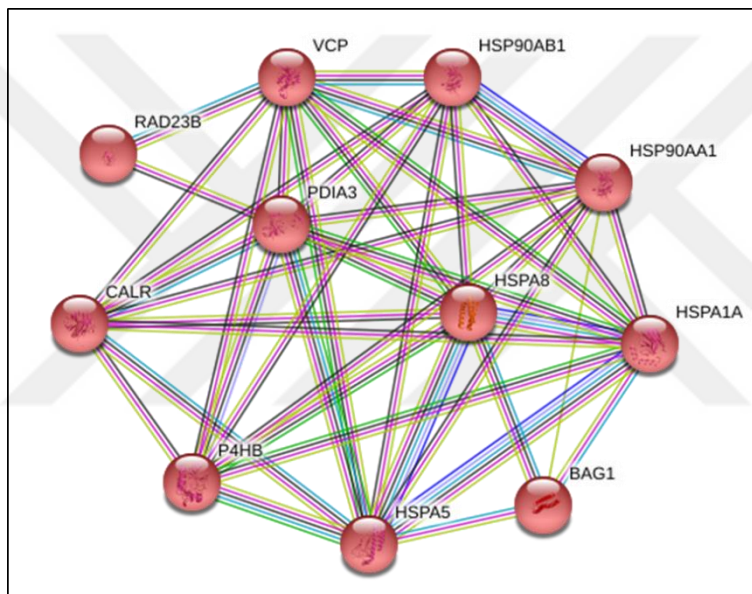 VCP
HSP90AB1
RAD23B
HSP90AA1
PDIA3
HSPA8
CALR
HSPA1A
P4HB
BAG1
HSPA5